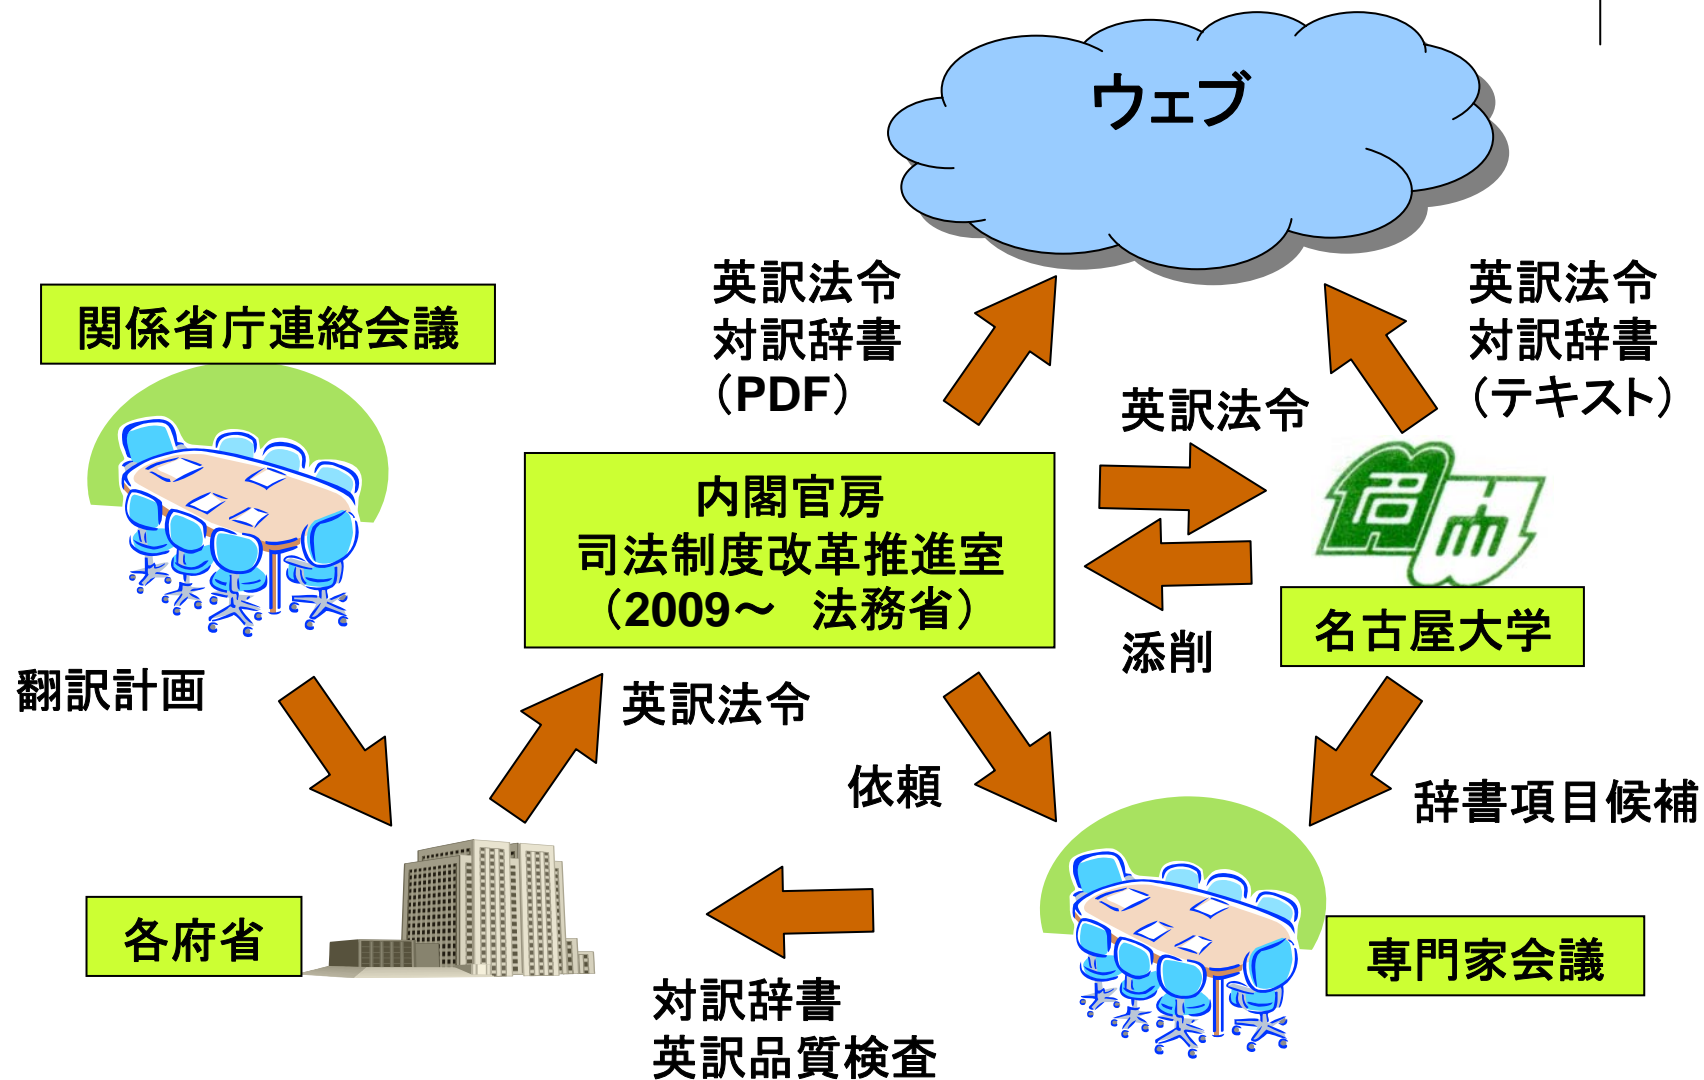 ウェブ
英訳法令
対訳辞書
（PDF）
英訳法令
対訳辞書
（テキスト）
関係省庁連絡会議
英訳法令
内閣官房
司法制度改革推進室
（2009～　法務省）
名大
名古屋大学
添削
翻訳計画
英訳法令
依頼
辞書項目候補
各府省
専門家会議
対訳辞書
英訳品質検査